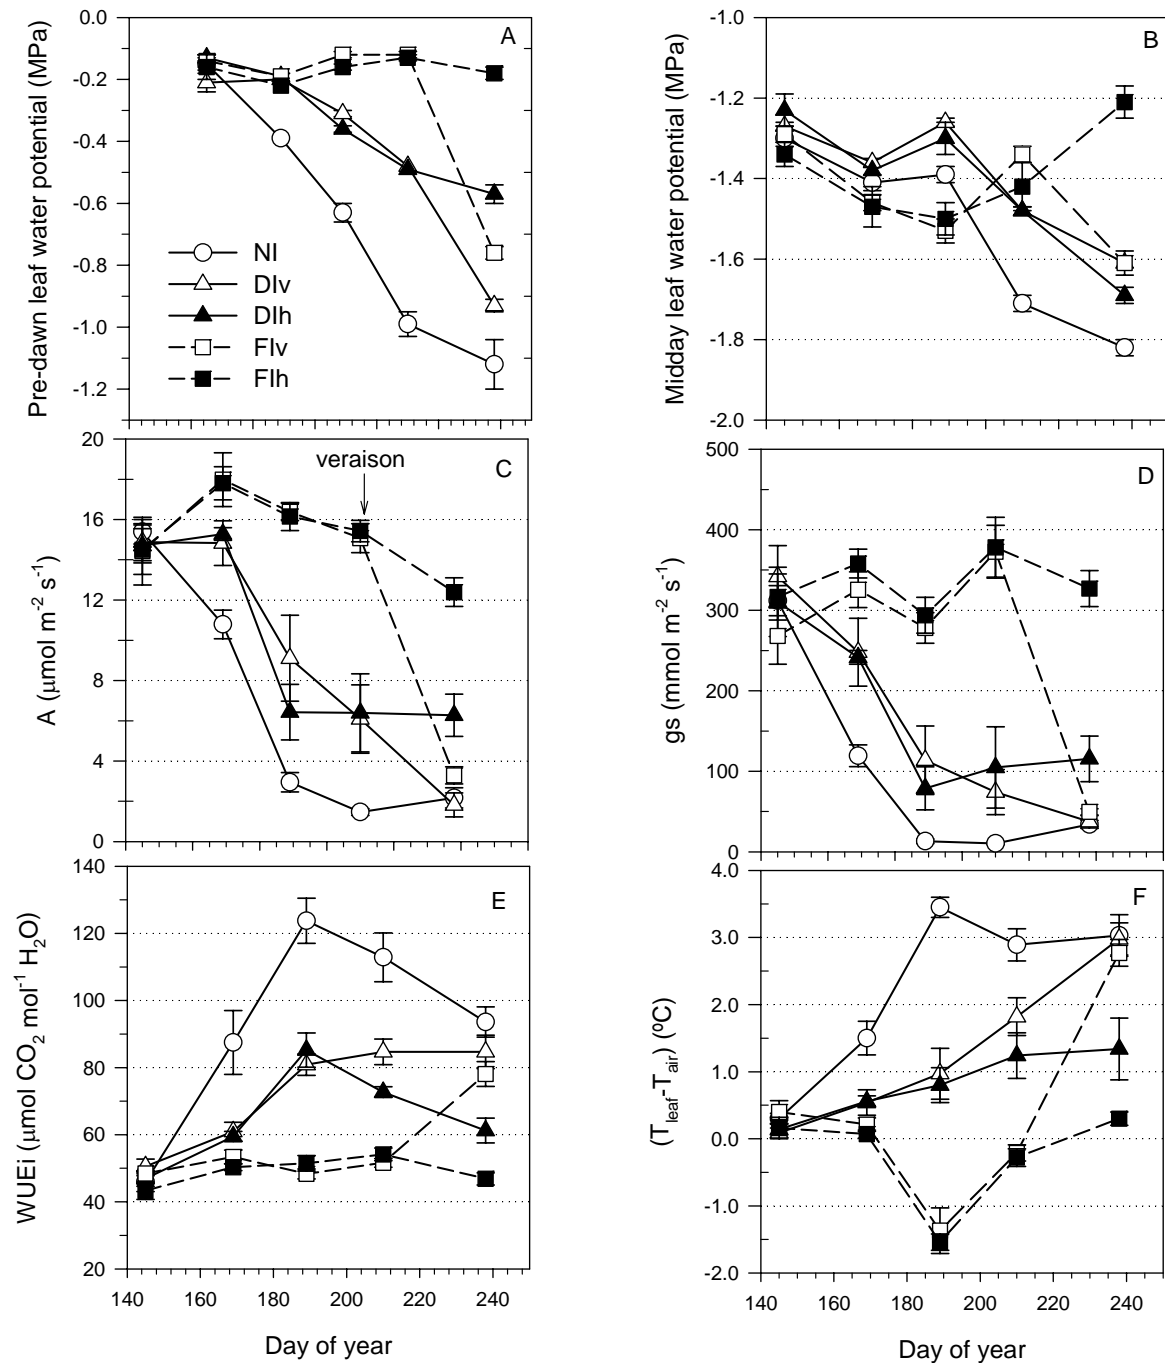 A
Pre-dawn leaf water potential (MPa)
0.0
-0.2
-0.4
-0.6
-0.8
-1.0
-1.2
NI
DIv
DIh
FIv
FIh
B
Midday leaf water potential (MPa)
-1.0
-1.2
-1.4
-1.6
-1.8
-2.0
C
veraison
A (μmol m⁻² s⁻¹)
20
16
12
8
4
0
D
gs (mmol m⁻² s⁻¹)
500
400
300
200
100
0
E
WUEi (μmol CO₂ mol⁻¹ H₂O)
140
120
100
80
60
40
20
140 160 180 200 220 240
Day of year
F
(T_leaf-T_air) (ºC)
4.0
3.0
2.0
1.0
0.0
-1.0
-2.0
140 160 180 200 220 240
Day of year